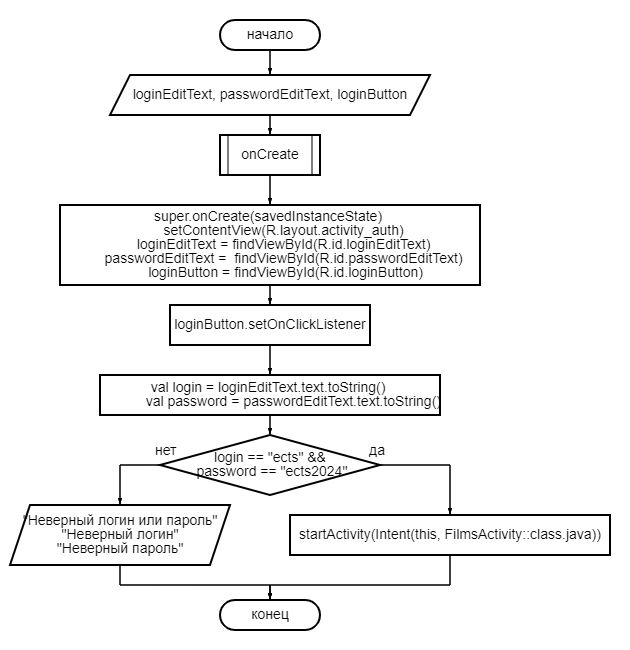 начало
loginEditText, passwordEditText, loginButton
onCreate
super.onCreate(savedInstanceState)
setContentView(R.layout.activity_auth)
loginEditText = findViewById(R.id.loginEditText)
passwordEditText = findViewById(R.id.passwordEditText)
loginButton = findViewById(R.id.loginButton)
loginButton.setOnClickListener
val login = loginEditText.text.toString()
val password = passwordEditText.text.toString()
нет
да
login == "ects" &&
password == "ects2024"
"Неверный логин или пароль"
"Неверный логин"
"Неверный пароль"
startActivity(Intent(this, FilmsActivity::class.java))
конец